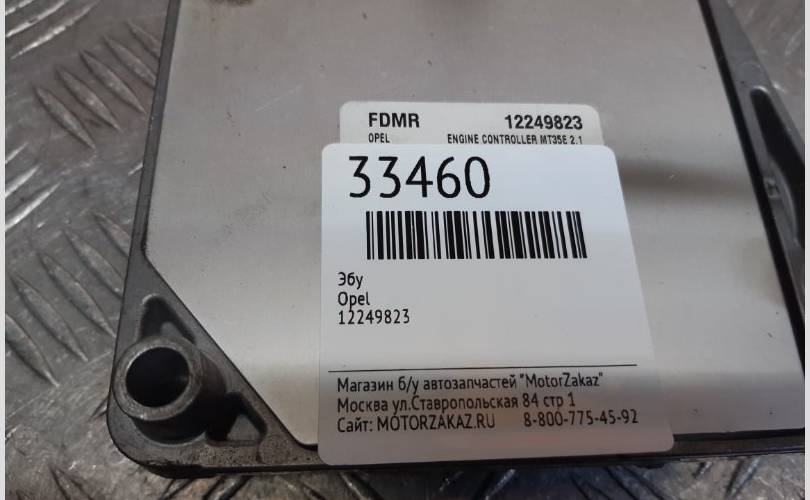 FDMR 12249823
OPEL ENGINE CONTROLLER MT35E 2.1
33460
Эбу
Opel
12249823
Магазин б/у автозапчастей "MotorZakaz"
Москва ул.Ставропольская 84 стр 1
Сайт: MOTORZAKAZ.RU 8-800-775-45-92